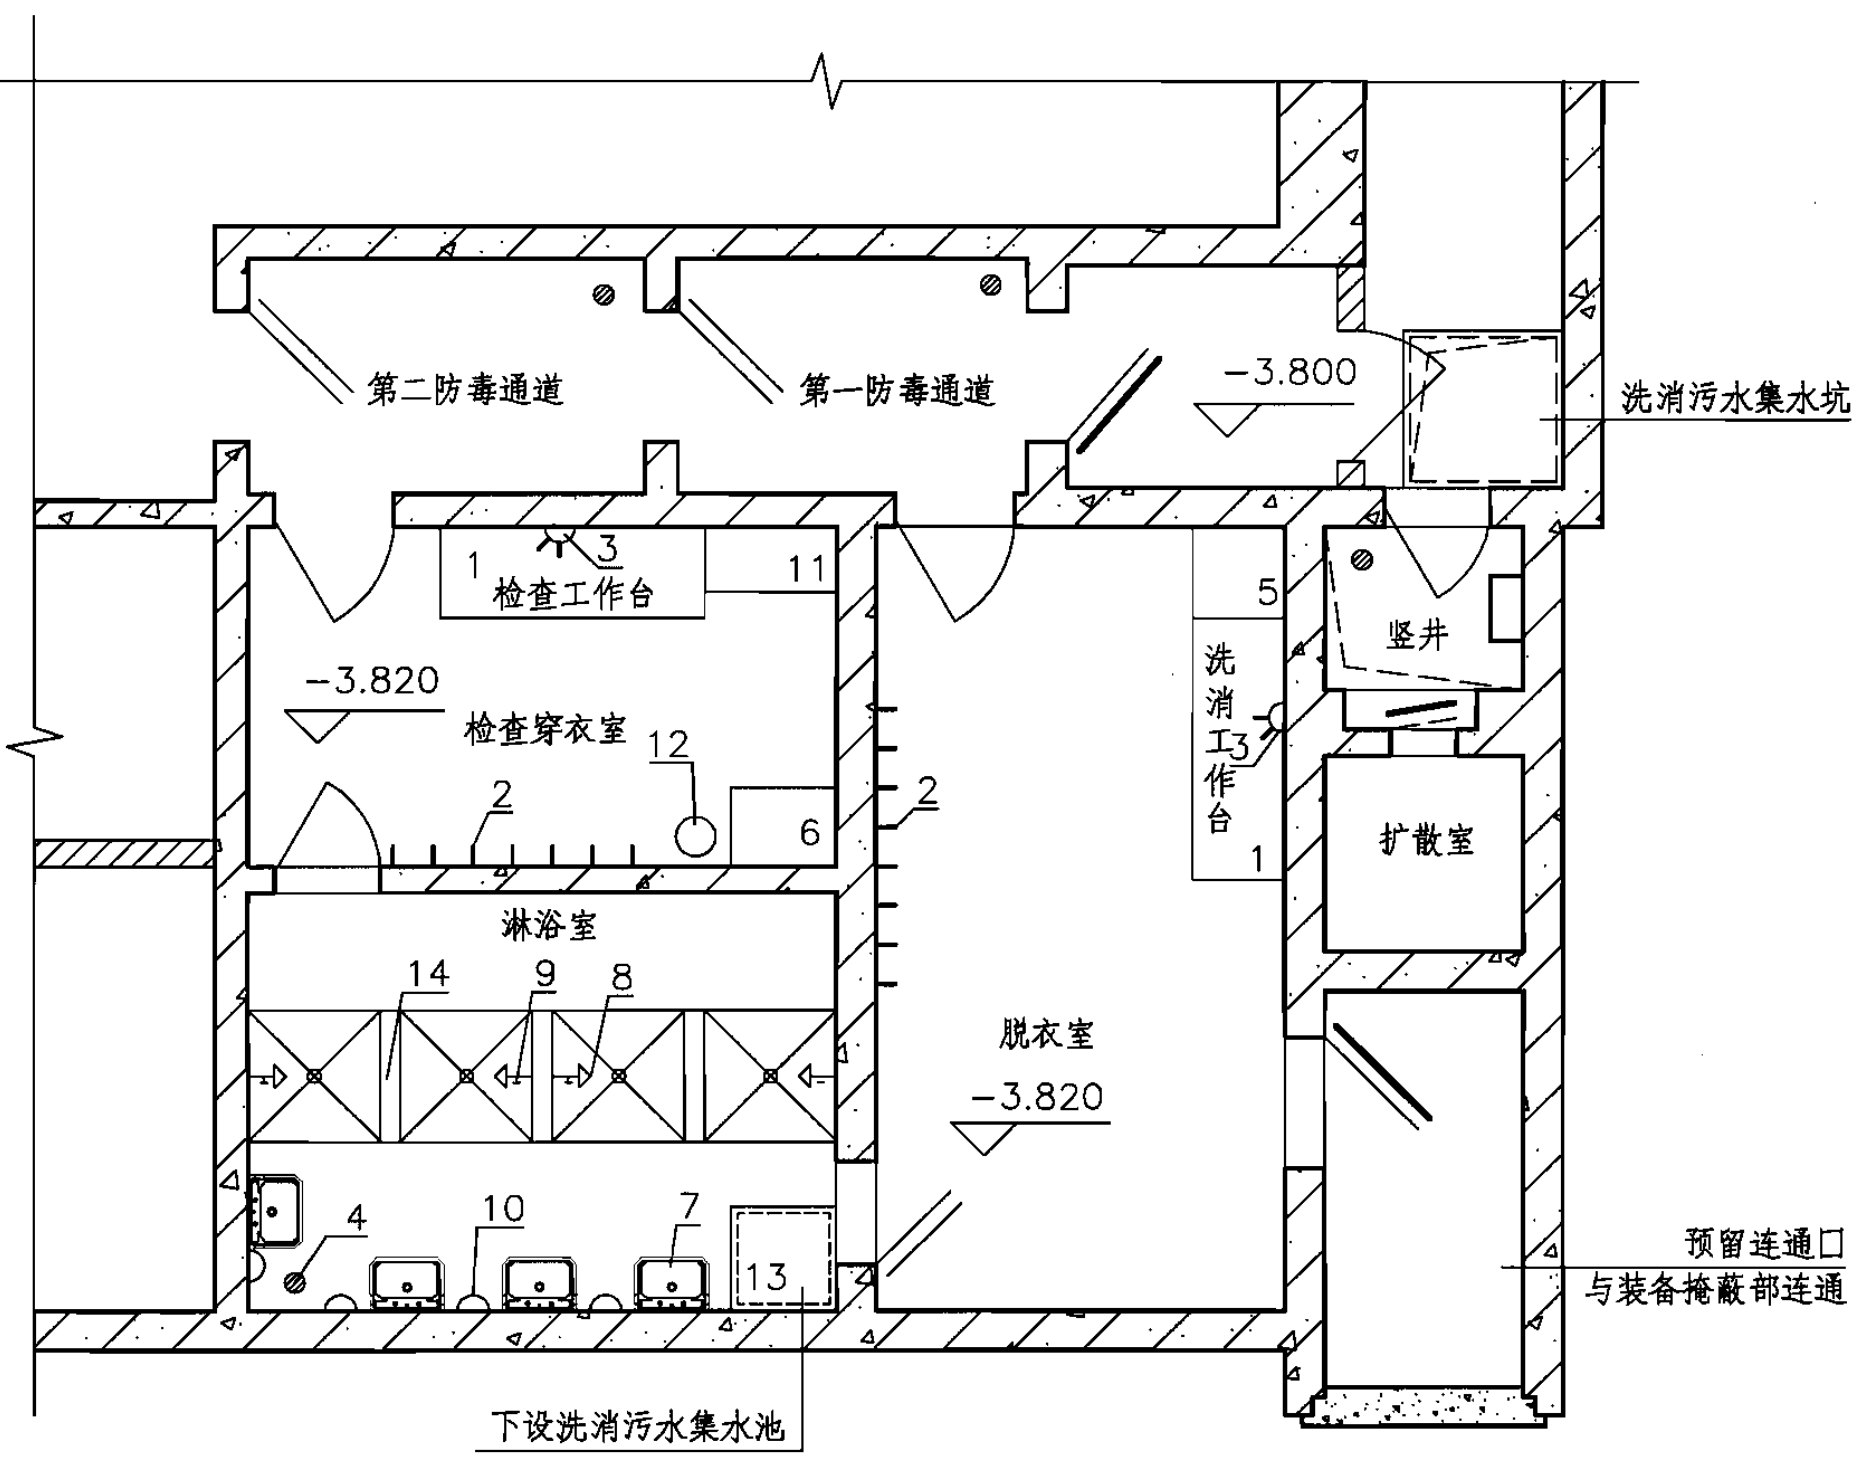 第二防毒通道
第一防毒通道
-3.800
洗消污水集水坑
1
3
检查工作台
11
5
竖井
洗消工作台
3
1
-3.820
检查穿衣室
12
2
6
2
扩散室
淋浴室
14
9
8
脱衣室
-3.820
4
10
7
13
预留连通口
与装备掩蔽部连通
下设洗消污水集水池